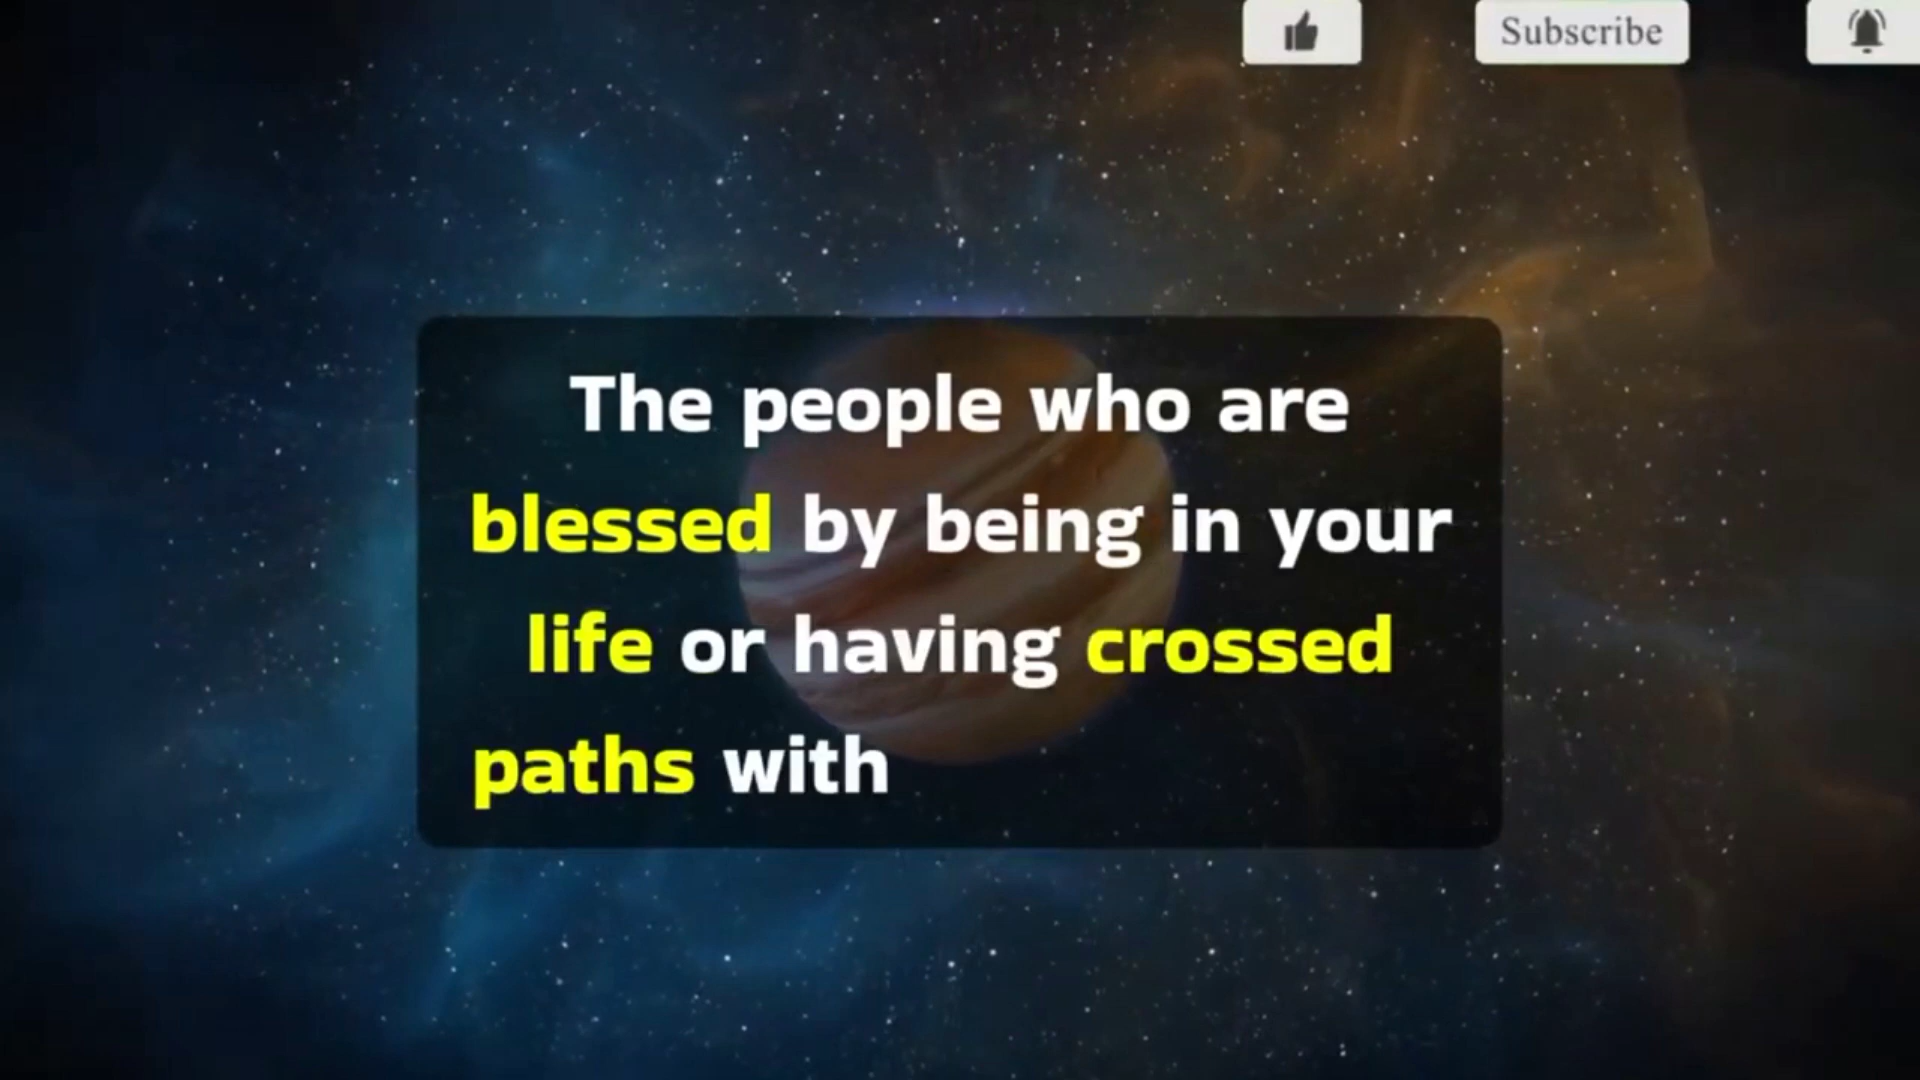 Subscribe
The people who are
blessed by being in your
life or having crossed
paths with